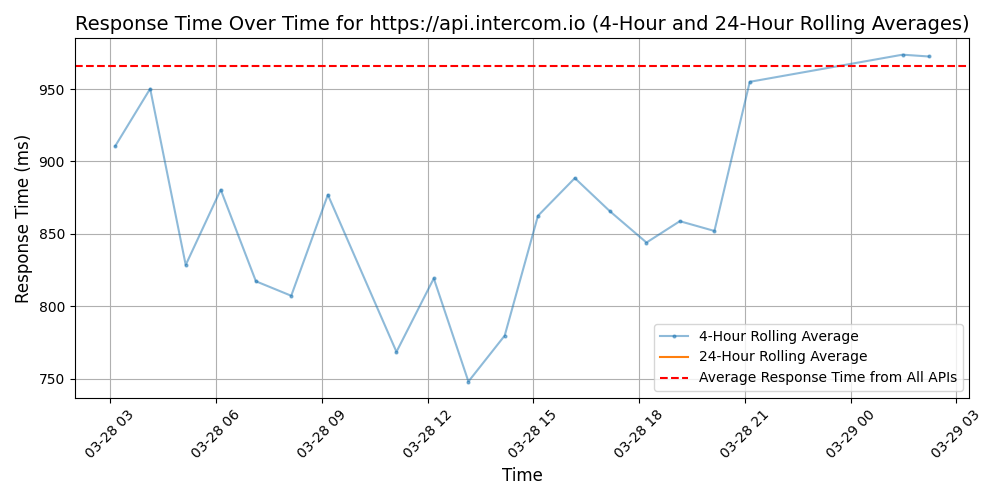 Response Time Over Time for https://api.intercom.io (4-Hour and 24-Hour Rolling Averages)
Response Time (ms)
950
900
850
800
750
4-Hour Rolling Average
24-Hour Rolling Average
Average Response Time from All APIs
03-28 03
03-28 06
03-28 09
03-28 12
03-28 15
03-28 18
03-28 21
03-29 00
03-29 03
Time